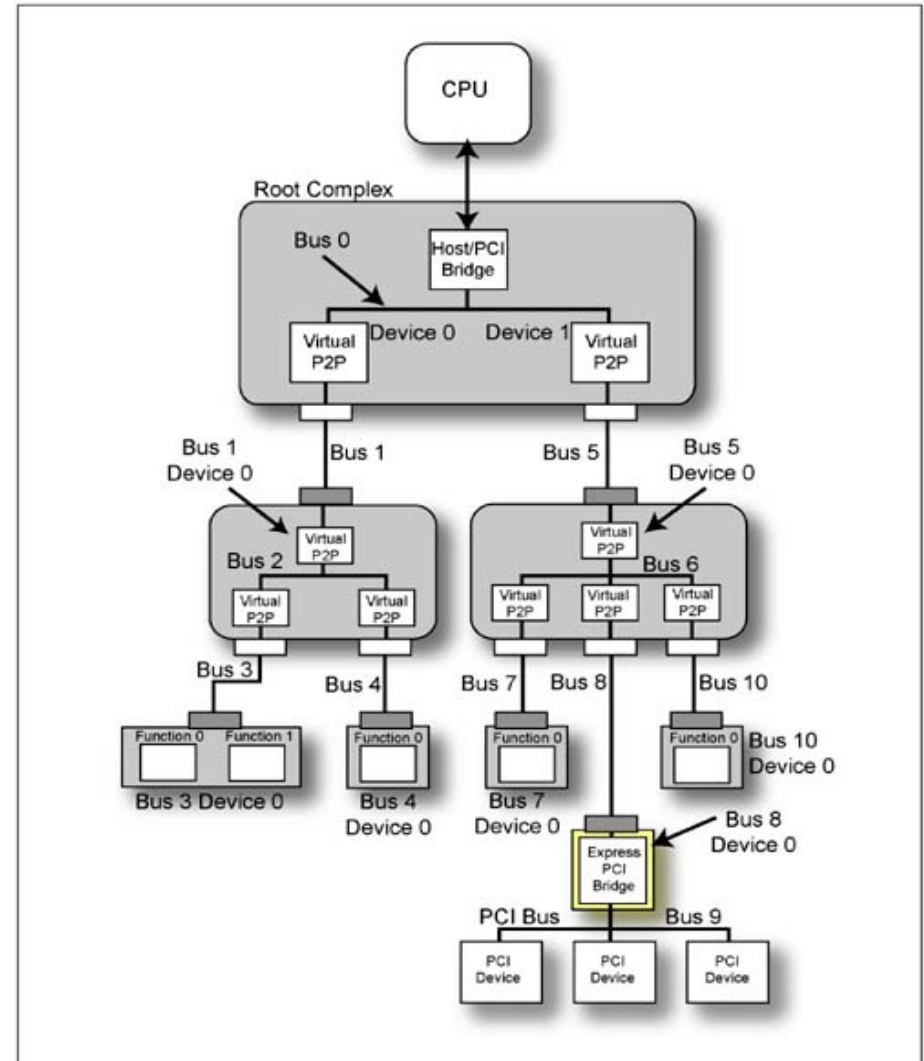 CPU
Root Complex
Bus 0
Host/PCI
Bridge
Device 0
Device 1
Virtual
P2P
Virtual
P2P
Bus 1
Device 0
Bus 1
Bus 5
Bus 5
Device 0
Virtual
P2P
Bus 2
Virtual
P2P
Virtual
P2P
Virtual
P2P
Bus 6
Virtual
P2P
Virtual
P2P
Virtual
P2P
Bus 3
Bus 4
Bus 7
Bus 8
Bus 10
Function 0
Function 1
Bus 3 Device 0
Function 0
Bus 4
Device 0
Function 0
Bus 7
Device 0
Function 0
Bus 10
Device 0
Bus 8
Device 0
Express
PCI
Bridge
PCI Bus
Bus 9
PCI
Device
PCI
Device
PCI
Device